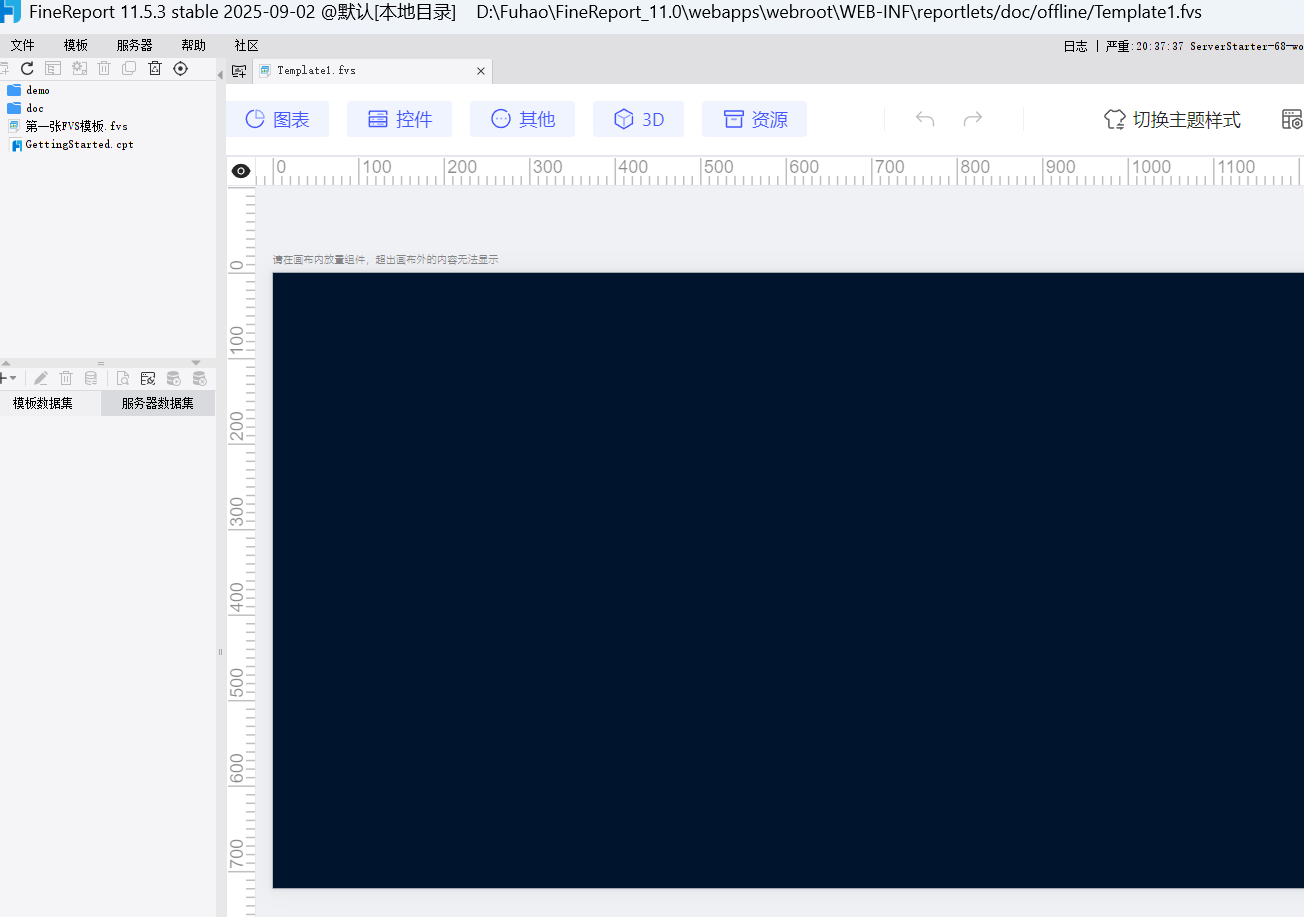 FineReport 11.5.3 stable 2025-09-02 @默认[本地目录] D:\Fuhao\FineReport_11.0\webapps\webroot\WEB-INF\reportlets/doc/offline/Template1.fvs
文件 模板 服务器 帮助 社区 日志 | 严重:20:37:37 ServerStarter-68-wo
Template1.fvs
demo
doc
第一张FVS模板.fvs
GettingStarted.cpt
图表 控件 其他 3D 资源 切换主题样式
0 100 200 300 400 500 600 700 800 900 1000 1100
请在画布内放置组件，超出画布外的内容无法显示
0
100
200
300
400
500
600
700
模板数据集 服务器数据集